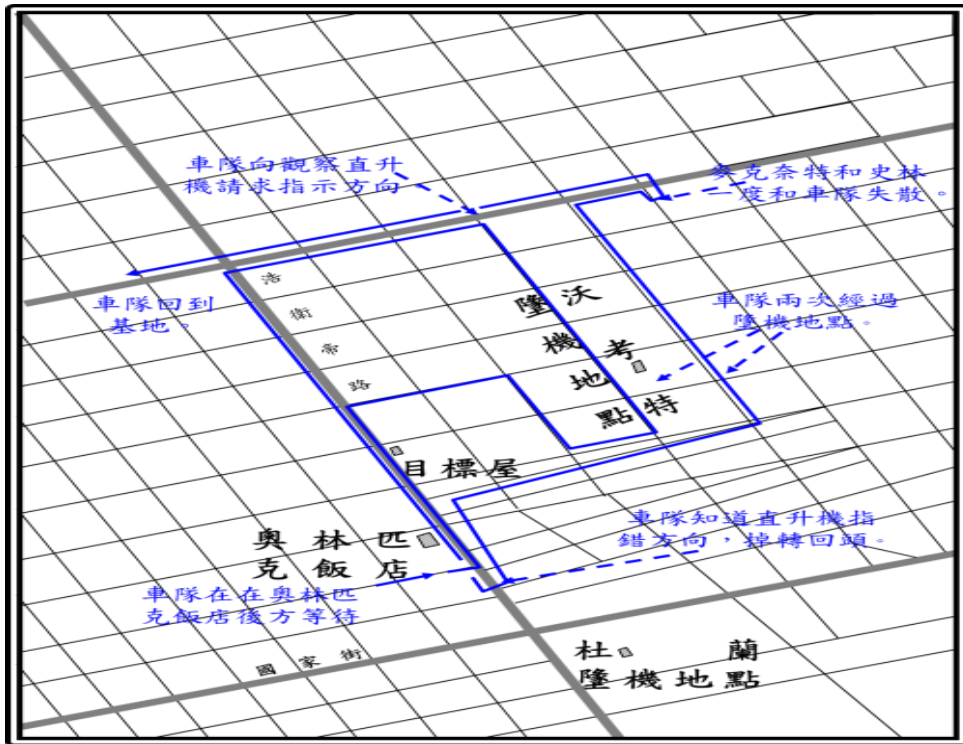 車隊向觀察直升
機請求指示方向
麥克奈特和史林
一度和車隊失散。
車隊回到
基地。
浩衛帝路
沃考特
墜機地點
車隊兩次經過
墜機地點。
目標屋
奧林匹
克飯店
車隊知道直升機指
錯方向，掉轉回頭。
車隊在在奧林匹
克飯店後方等待
國家街
杜蘭
墜機地點